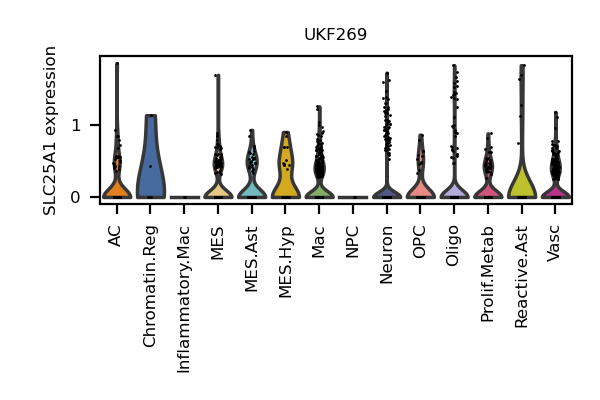 UKF269
SLC25A1 expression
1
0
AC
Chromatin.Reg
Inflammatory.Mac
MES
MES.Ast
MES.Hyp
Mac
NPC
Neuron
OPC
Oligo
Prolif.Metab
Reactive.Ast
Vasc